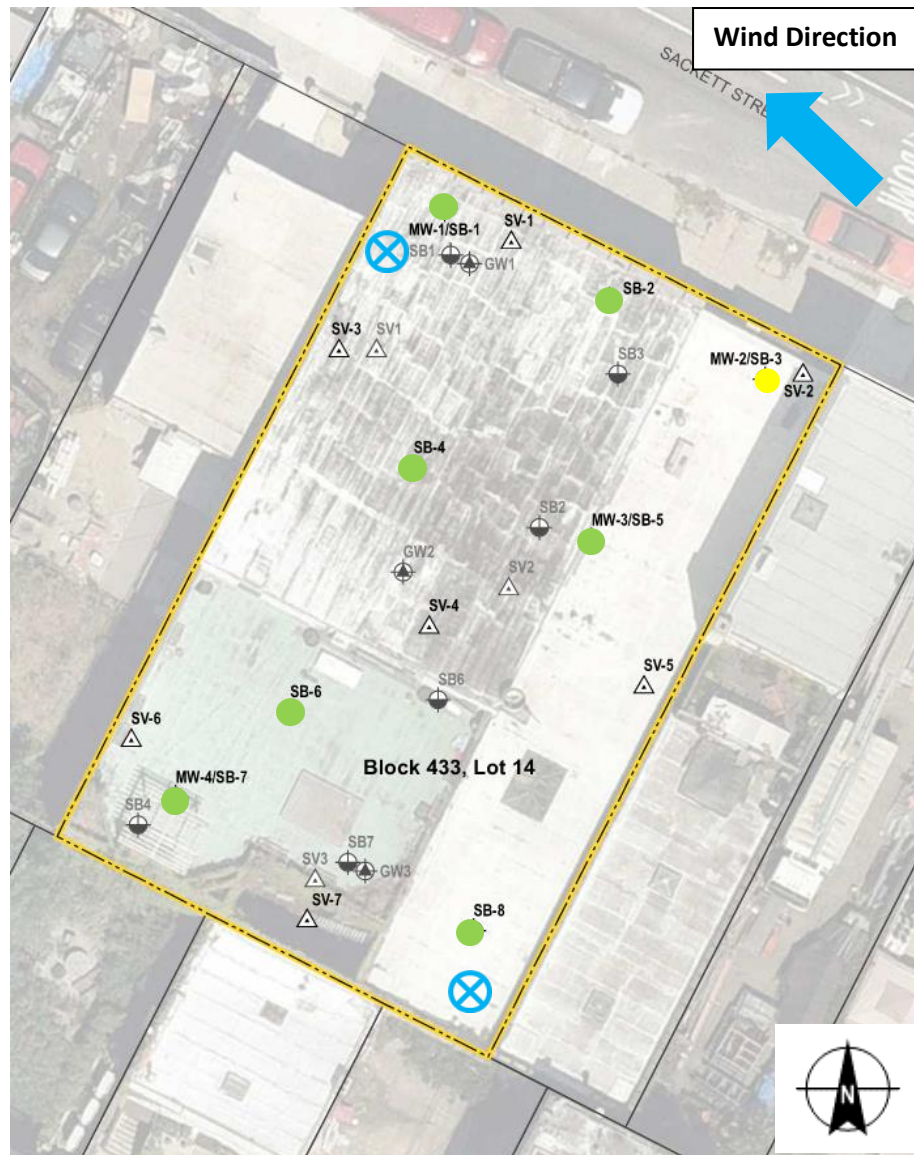 Wind Direction
SACKETT STRE
MW-1/SB-1
SV-1
SB1
GW1
SB-2
SV-3
SV1
SB3
MW-2/SB-3
SV-2
SB-4
SB2
MW-3/SB-5
GW2
SV2
SV-4
SV-5
SB6
SB-6
SV-6
Block 433, Lot 14
MW-4/SB-7
SB4
SB7
SV3
GW3
SV-7
SB-8
N